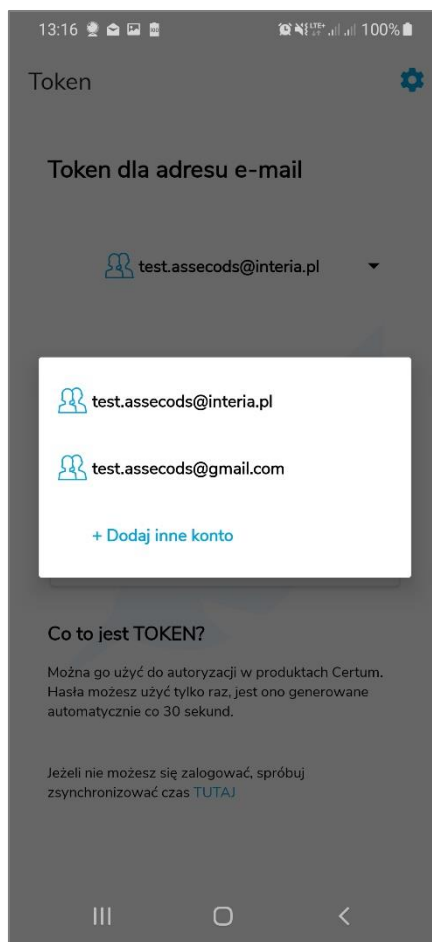 13:16 LTE+ 100%
Token
Token dla adresu e-mail
test.assecods@interia.pl
test.assecods@interia.pl
test.assecods@gmail.com
+ Dodaj inne konto
Co to jest TOKEN?
Można go użyć do autoryzacji w produktach Certum.
Hasła możesz użyć tylko raz, jest ono generowane
automatycznie co 30 sekund.
Jeżeli nie możesz się zalogować, spróbuj
zsynchronizować czas TUTAJ